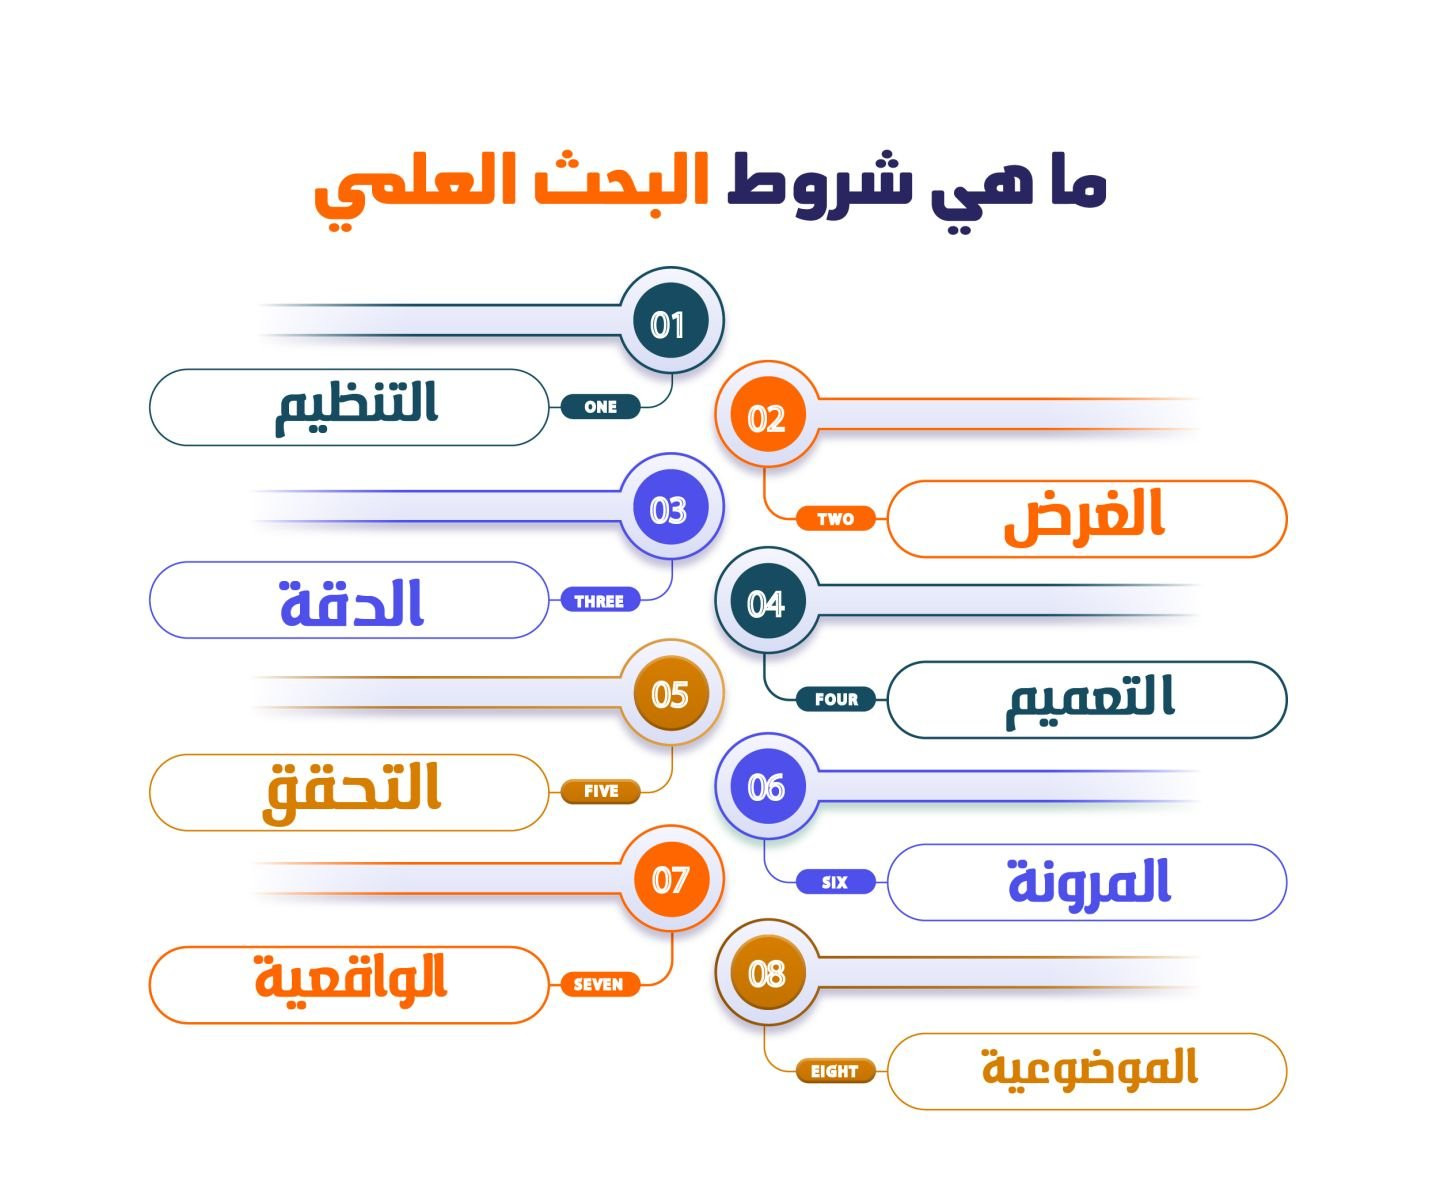 ما هي شروط البحث العلمي
01
ONE
التنظيم
02
TWO
الغرض
03
THREE
الدقة
04
FOUR
التعميم
05
FIVE
التحقق
06
SIX
المرونة
07
SEVEN
الواقعية
08
EIGHT
الموضوعية